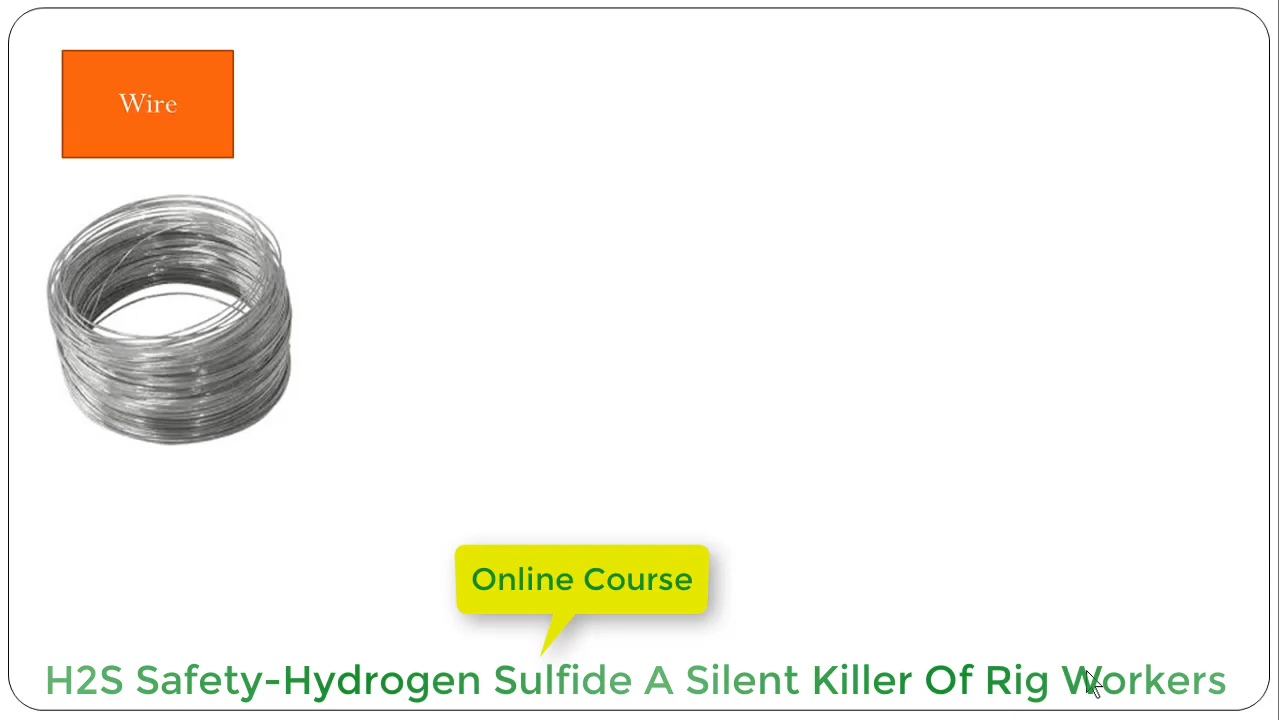 Wire
Online Course
H2S Safety-Hydrogen Sulfide A Silent Killer Of Rig Workers